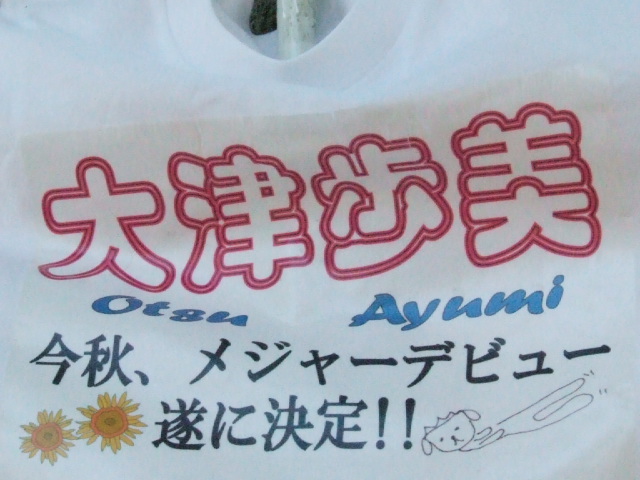 大津歩美
Otsu Ayumi
今秋、メジャーデビュー
遂に決定!!